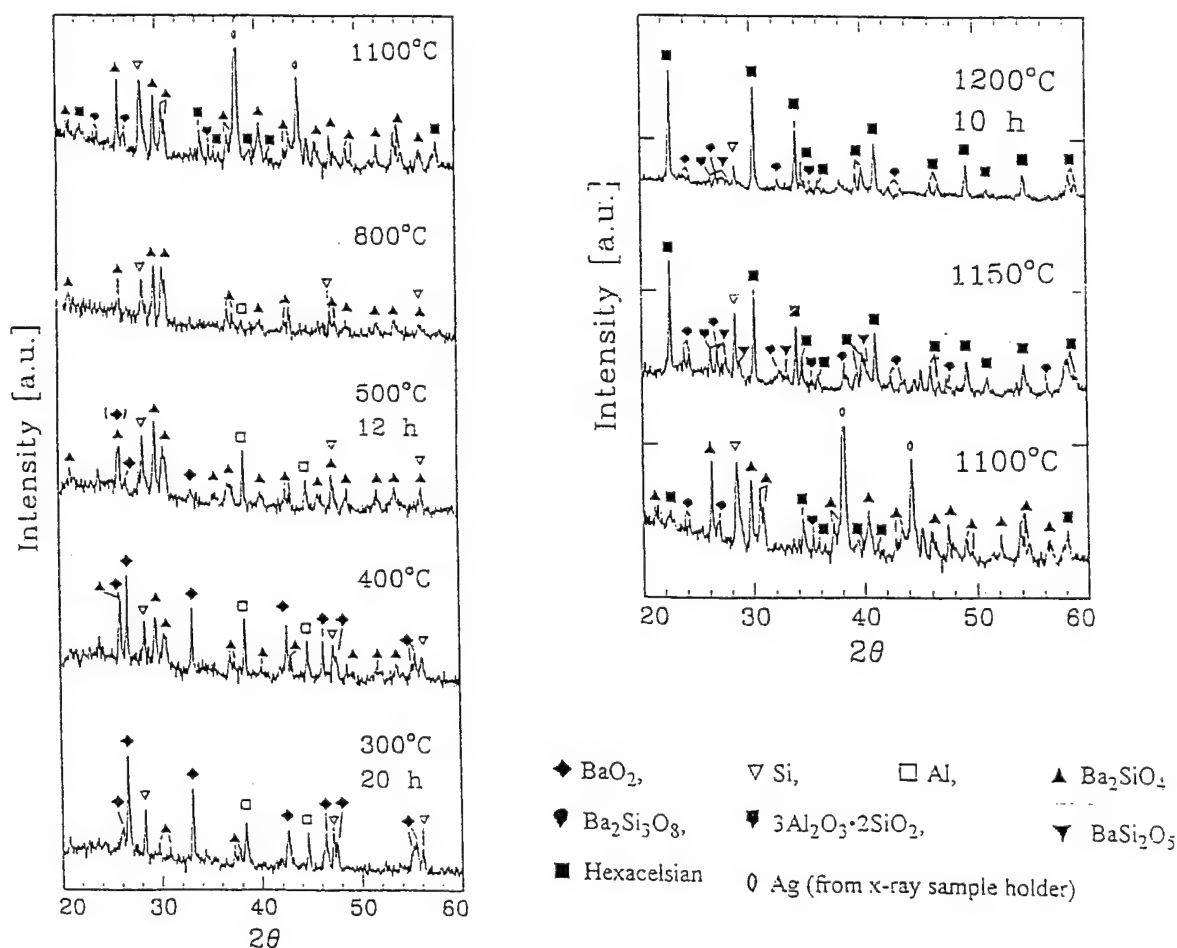 Intensity [a.u.]
1100°C
800°C
500°C
12 h
400°C
300°C
20 h
20 30 40 50 60
2θ
Intensity [a.u.]
1200°C
10 h
1150°C
1100°C
20 30 40 50 60
2θ
BaO₂,
Si,
Al,
Ba₂SiO₄
Ba₂Si₃O₈,
3Al₂O₃•2SiO₂,
BaSi₂O₅
Hexacelsian
Ag (from x-ray sample holder)